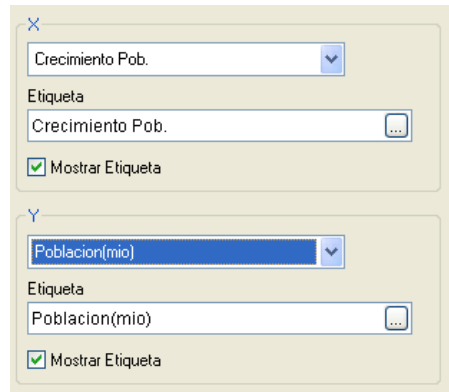 X
Crecimiento Pob.
Etiqueta
Crecimiento Pob.
...
Mostrar Etiqueta
Y
Poblacion(mio)
Etiqueta
Poblacion(mio)
...
Mostrar Etiqueta